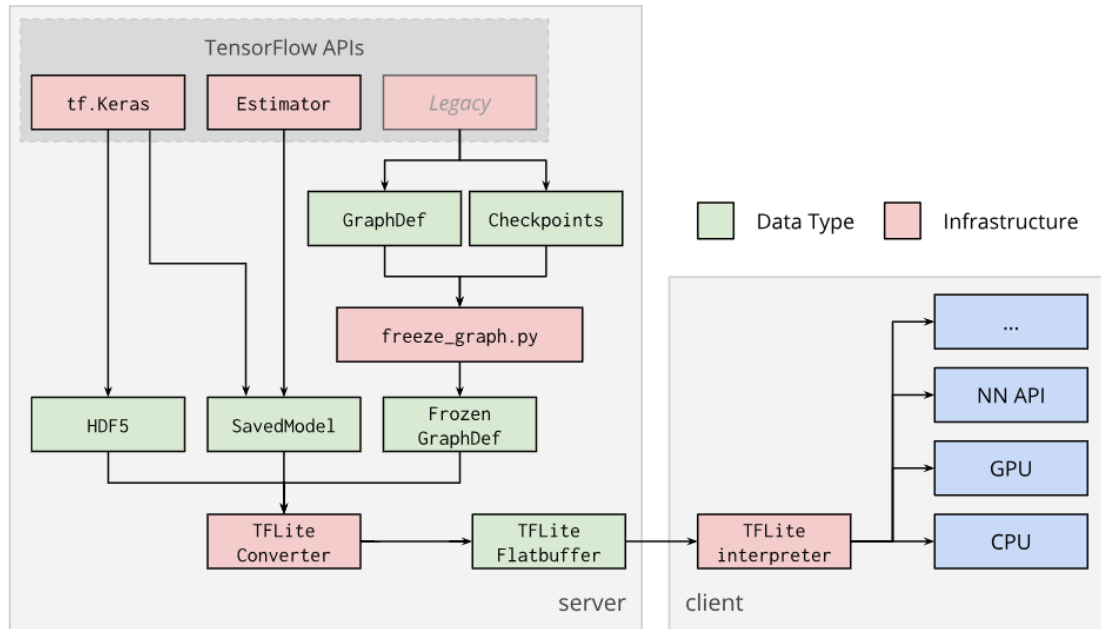 TensorFlow APIs
tf.Keras
Estimator
Legacy
GraphDef
Checkpoints
Data Type
Infrastructure
freeze_graph.py
...
NN API
HDF5
SavedModel
Frozen
GraphDef
GPU
TFLite
Converter
TFLite
Flatbuffer
TFLite
interpreter
CPU
server
client